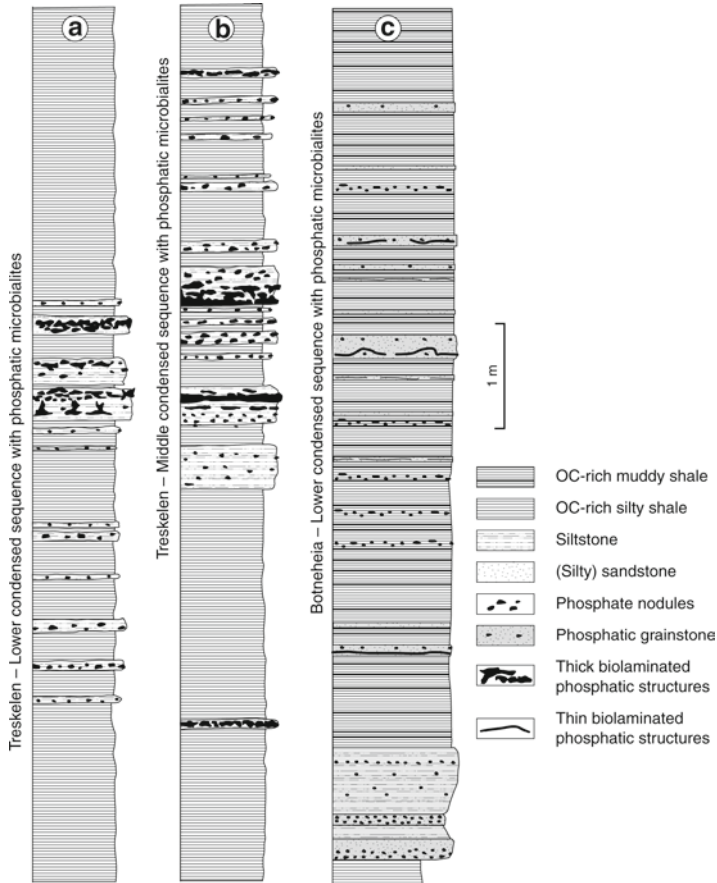 a
b
c
Treskelen – Lower condensed sequence with phosphatic microbialites
Treskelen – Middle condensed sequence with phosphatic microbialites
Botneheia – Lower condensed sequence with phosphatic microbialites
1 m
OC-rich muddy shale
OC-rich silty shale
Siltstone
(Silty) sandstone
Phosphate nodules
Phosphatic grainstone
Thick biolaminated
phosphatic structures
Thin biolaminated
phosphatic structures